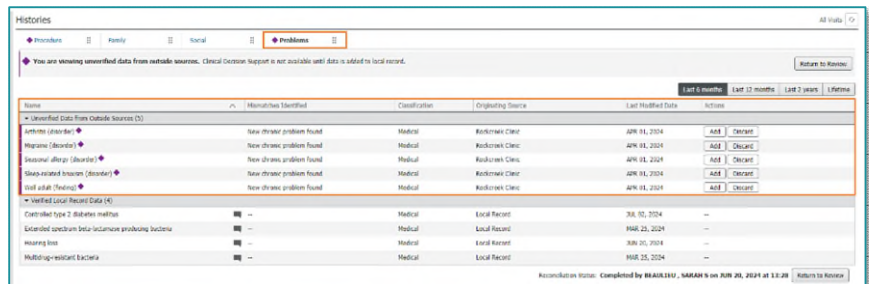 Histories All Visits
Procedure Family Social Problems
You are viewing unverified data from outside sources. Clinical Decision Support is not available until data is added to local record. Return to Review
Last 6 months Last 12 months Last 2 years Lifetime
Name Mismatches Identified Classification Originating Source Last Modified Date Actions
Unverified Data from Outside Sources (5)
Arthritis (disorder) New chronic problem found Medical Rockcreek Clinic APR 01, 2024 Add Discard
Migraine (disorder) New chronic problem found Medical Rockcreek Clinic APR 01, 2024 Add Discard
Seasonal allergy (disorder) New chronic problem found Medical Rockcreek Clinic APR 01, 2024 Add Discard
Sleep-related bruxism (disorder) New chronic problem found Medical Rockcreek Clinic APR 01, 2024 Add Discard
Well adult (finding) New chronic problem found Medical Rockcreek Clinic APR 01, 2024 Add Discard
Verified Local Record Data (4)
Controlled type 2 diabetes mellitus -- Medical Local Record JUL 02, 2024 --
Extended spectrum beta-lactamase producing bacteria -- Medical Local Record MAR 25, 2024 --
Hearing loss -- Medical Local Record JUN 20, 2024 --
Multidrug-resistant bacteria -- Medical Local Record MAR 25, 2024 --
Reconciliation Status: Completed by BEAULIEU , SARAH S on JUN 20, 2024 at 13:28 Return to Review